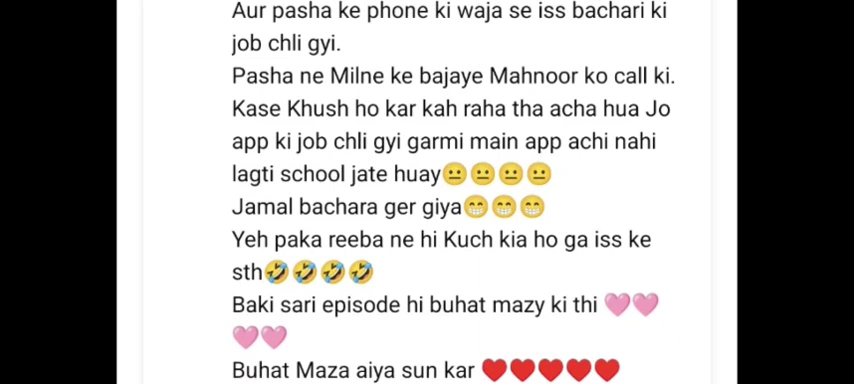 Aur pasha ke phone ki waja se iss bachari ki
job chli gyi.
Pasha ne Milne ke bajaye Mahnoor ko call ki.
Kase Khush ho kar kah raha tha acha hua Jo
app ki job chli gyi garmi main app achi nahi
lagti school jate huay😐😐😐😐
Jamal bachara ger giya😁😁😁
Yeh paka reeba ne hi Kuch kia ho ga iss ke
sth🤣🤣🤣🤣
Baki sari episode hi buhat mazy ki thi 🩷🩷
🩷🩷
Buhat Maza aiya sun kar ❤️❤️❤️❤️❤️